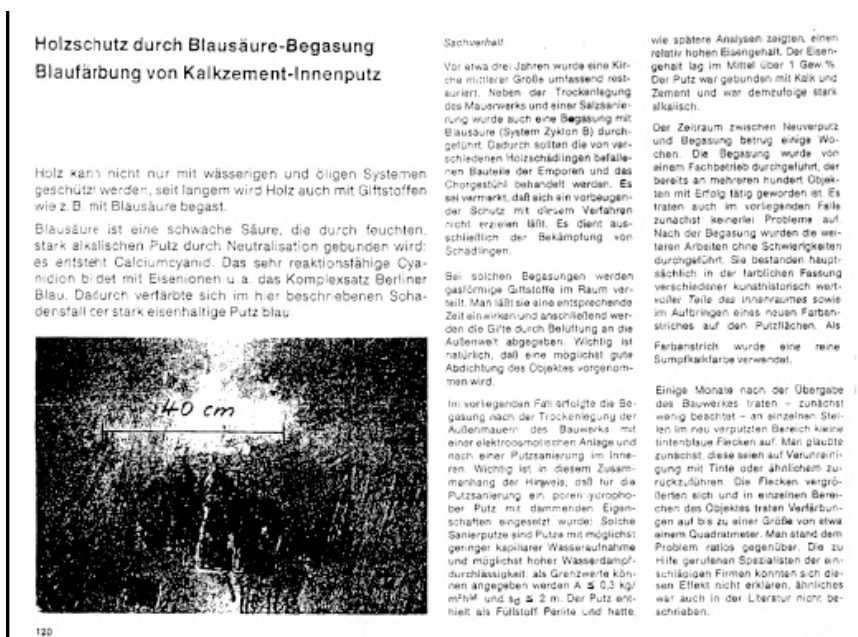 Holzschutz durch Blausäure-Begasung
Blaufärbung von Kalkzement-Innenputz
Holz kann nicht nur mit wässerigen und öligen Systemen
geschützt werden, seit langem wird Holz auch mit Giftstoffen
wie z. B. mit Blausäure begast.
Blausäure ist eine schwache Säure, die durch feuchten,
stark alkalischen Putz durch Neutralisation gebunden wird:
es entsteht Calciumcyanid. Das sehr reaktionsfähige Cya-
nidion bildet mit Eisenionen u. a. das Komplexsatz Berliner
Blau. Dadurch verfärbte sich im hier beschriebenen Scha-
densfall der stark eisenhaltige Putz blau.
40 cm
120
Sachverhalt
Vor etwa drei Jahren wurde eine Kir-
che mittlerer Größe umfassend rest-
auriert. Neben der Trockenlegung
des Mauerwerks und einer Salzsanie-
rung wurde auch eine Begasung mit
Blausäure (System Zyklon B) durch-
geführt. Dadurch sollten die von ver-
schiedenen Holzschädlingen befalle-
nen Bauteile der Emporen und das
Chorgestühl behandelt werden. Es
sei vermerkt, daß sich ein vorbeugen-
der Schutz mit diesem Verfahren
nicht erzielen läßt. Es dient aus-
schließlich der Bekämpfung von
Schädlingen.
Bei solchen Begasungen werden
gasförmige Giftstoffe im Raum ver-
teilt. Man läßt sie eine entsprechende
Zeit einwirken und anschließend wer-
den die Gifte durch Belüftung an die
Außenwelt abgegeben. Wichtig ist
natürlich, daß eine möglichst gute
Abdichtung des Objektes vorgenom-
men wird.
Im vorliegenden Fall erfolgte die Be-
gasung nach der Trockenlegung der
Außenmauern des Bauwerks mit
einer elektroosmotischen Anlage und
nach einer Putzsanierung im Inne-
ren. Wichtig ist in diesem Zusam-
menhang der Hinweis, daß für die
Putzsanierung ein porenhydropho-
ber Putz mit dämmenden Eigen-
schaften eingesetzt wurde: Solche
Sanierputze sind Putze mit möglichst
geringer kapillarer Wasseraufnahme
und möglichst hoher Wasserdampf-
durchlässigkeit: als Grenzwerte kön-
nen angegeben werden A ≤ 0,3 kg/
und sd ≤ 2 m. Der Putz ent-
hielt als Füllstoff Perlite und hatte,
wie spätere Analysen zeigten, einen
relativ hohen Eisengehalt. Der Eisen-
gehalt lag im Mittel über 1 Gew.%.
Der Putz war gebunden mit Kalk und
Zement und war demzufolge stark
alkalisch.
Der Zeitraum zwischen Neuverputz
und Begasung betrug einige Wo-
chen. Die Begasung wurde von
einem Fachbetrieb durchgeführt, der
bereits an mehreren hundert Objek-
ten mit Erfolg tätig geworden ist. Es
traten auch im vorliegenden Falle
zunächst keinerlei Probleme auf.
Nach der Begasung wurden die wei-
teren Arbeiten ohne Schwierigkeiten
durchgeführt. Sie bestanden haupt-
sächlich in der farblichen Fassung
verschiedener kunsthistorisch wert-
voller Teile des Innenraumes sowie
im Aufbringen eines neuen Farban-
striches auf den Putzflächen. Als
Farbanstrich wurde eine reine
Sumpfkalkfarbe verwendet.
Einige Monate nach der Übergabe
des Bauwerkes traten – zunächst
wenig beachtet – an einzelnen Stel-
len im neu verputzten Bereich kleine
tintenblaue Flecken auf. Man glaubte
zunächst, diese seien auf Verunreini-
gung mit Tinte oder ähnlichem zu-
rückzuführen. Die Flecken vergrö-
ßerten sich und in einzelnen Berei-
chen des Objektes traten Verfärbun-
gen auf bis zu einer Größe von etwa
einem Quadratmeter. Man stand dem
Problem ratlos gegenüber. Die zu
Hilfe gerufenen Spezialisten der ein-
schlägigen Firmen konnten sich die-
sen Effekt nicht erklären, ähnliches
war auch in der Literatur nicht be-
schrieben.